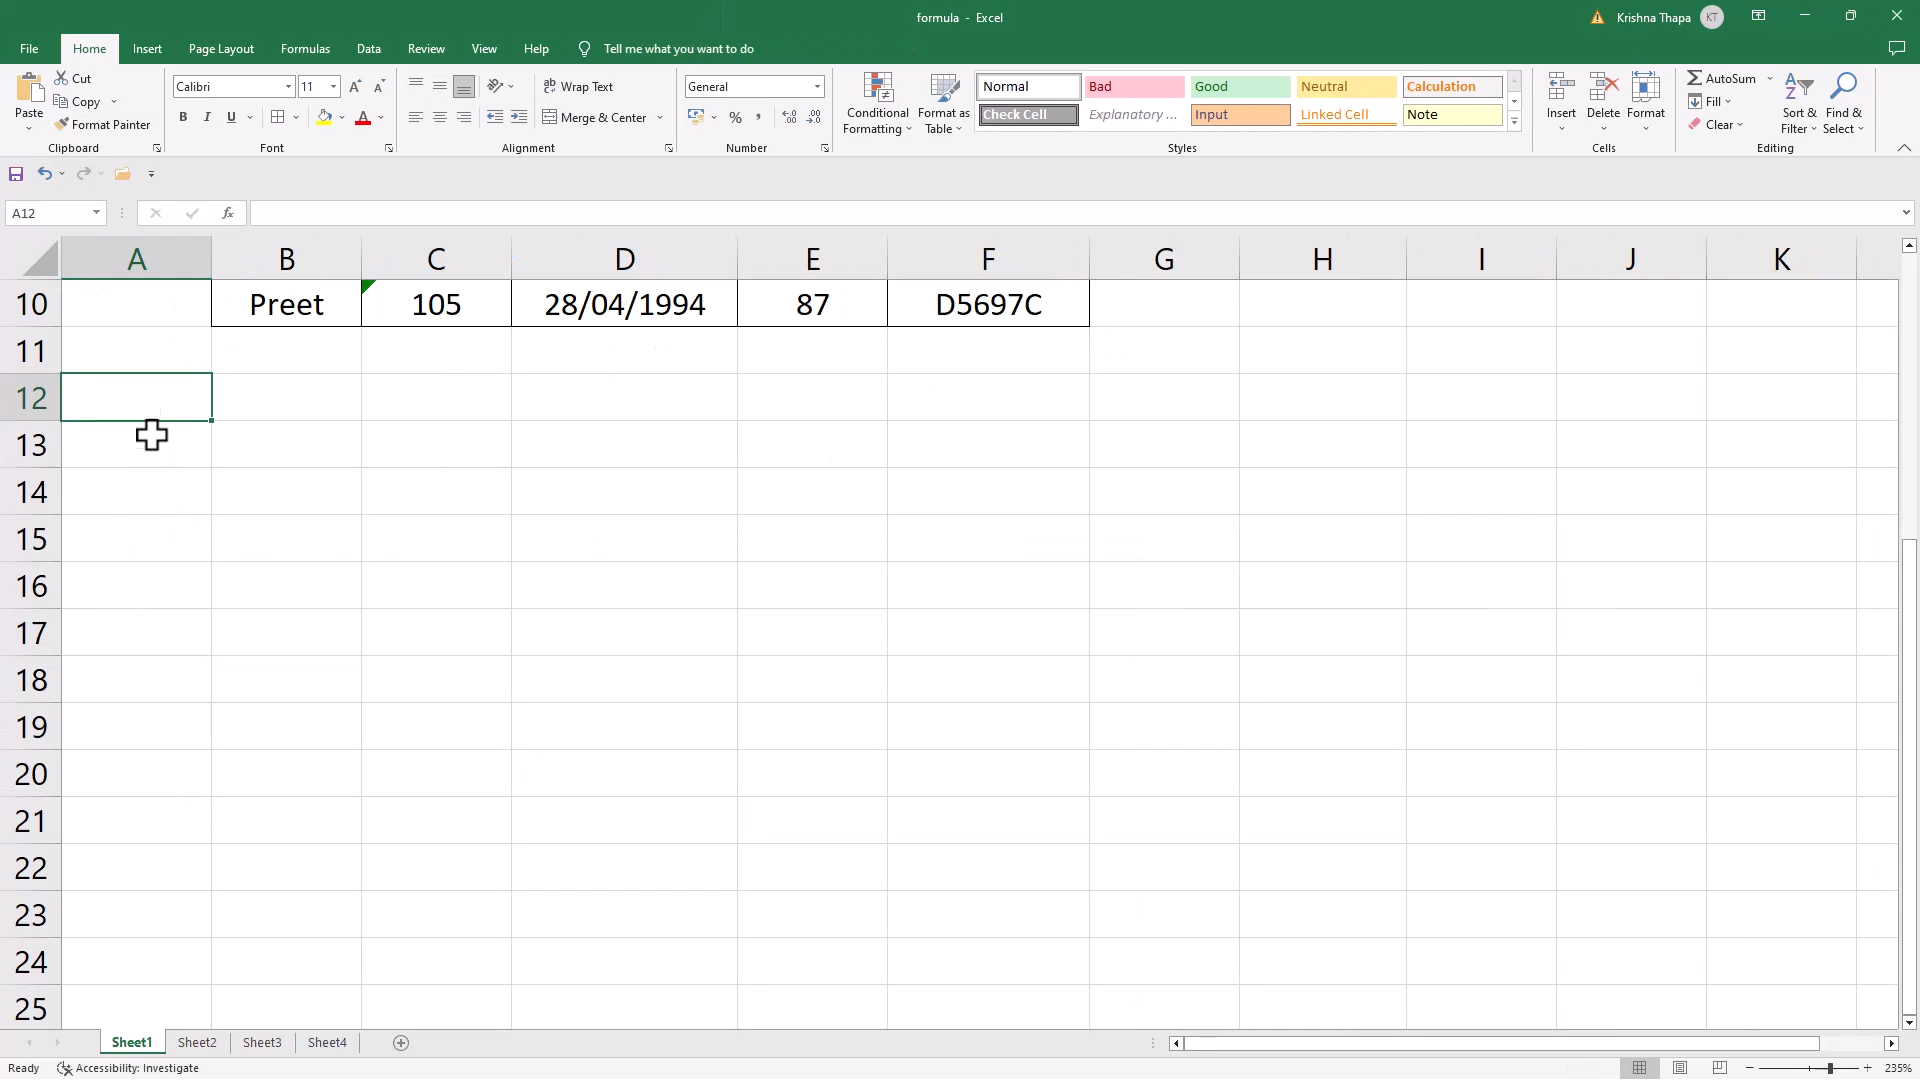 formula - Excel
Krishna Thapa KT
File Home Insert Page Layout Formulas Data Review View Help Tell me what you want to do
Paste
Cut
Copy
Format Painter
Clipboard
Calibri 11
B I U
Font
Wrap Text
Merge & Center
Alignment
General
Number
Conditional Formatting
Format as Table
Normal Bad Good Neutral Calculation
Check Cell Explanatory ... Input Linked Cell Note
Styles
Insert Delete Format
Cells
AutoSum
Fill
Clear
Sort & Filter
Find & Select
Editing
A12 fx
A B C D E F G H I J K
10 Preet 105 28/04/1994 87 D5697C
11
12
13
14
15
16
17
18
19
20
21
22
23
24
25
Sheet1 Sheet2 Sheet3 Sheet4
Ready Accessibility: Investigate 235%